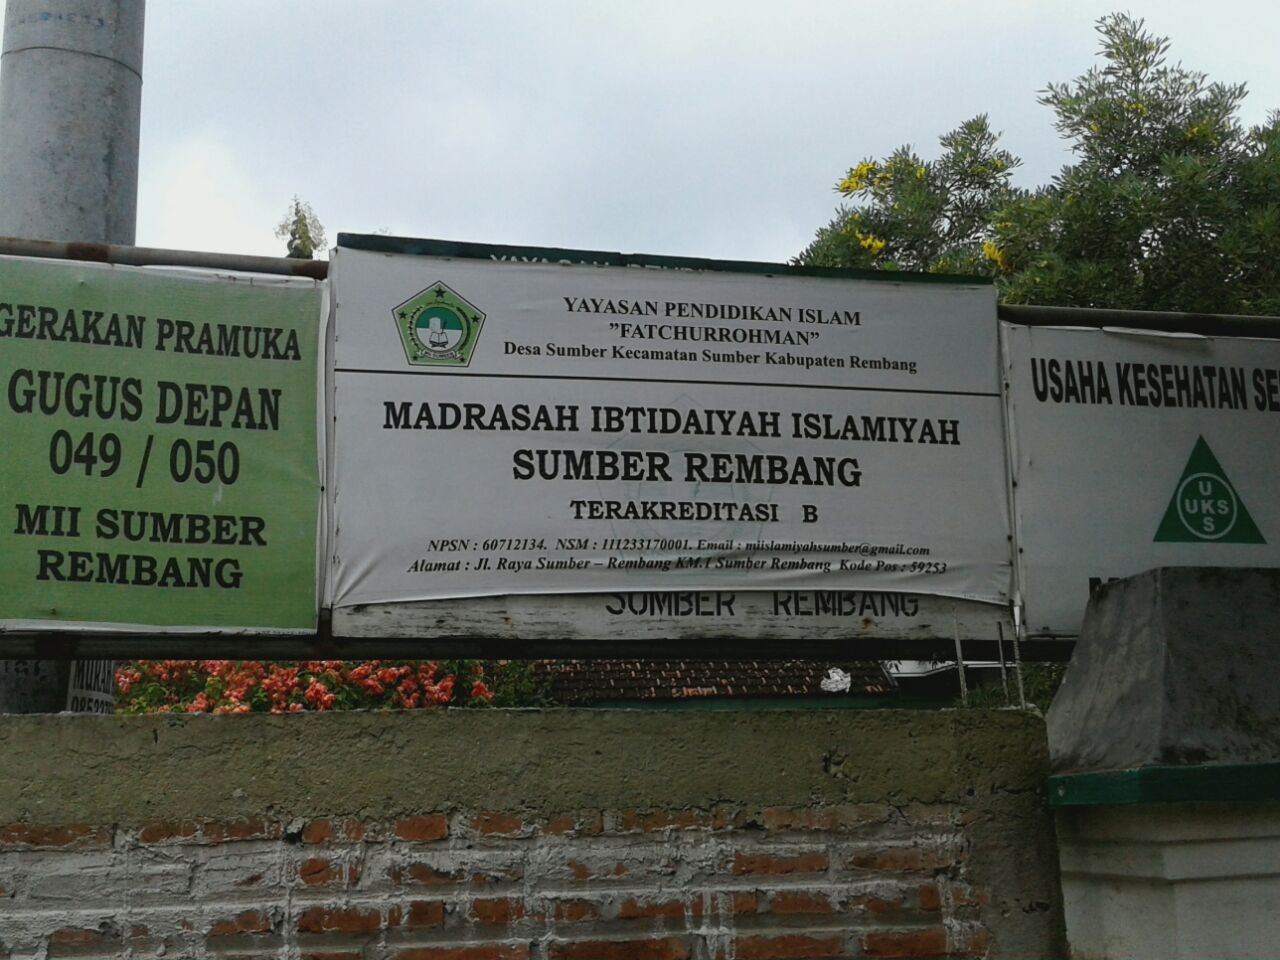 GERAKAN PRAMUKA
GUGUS DEPAN
049 / 050
MII SUMBER
REMBANG
YAYASAN PENDIDIKAN ISLAM
"FATCHURROHMAN"
Desa Sumber Kecamatan Sumber Kabupaten Rembang
MADRASAH IBTIDAIYAH ISLAMIYAH
SUMBER REMBANG
TERAKREDITASI B
NPSN : 60712134. NSM : 111233170001. Email : miislamiyahsumber@gmail.com
Alamat : Jl. Raya Sumber – Rembang KM.1 Sumber Rembang Kode Pos : 59253
SUMBER REMBANG
USAHA KESEHATAN
UKS